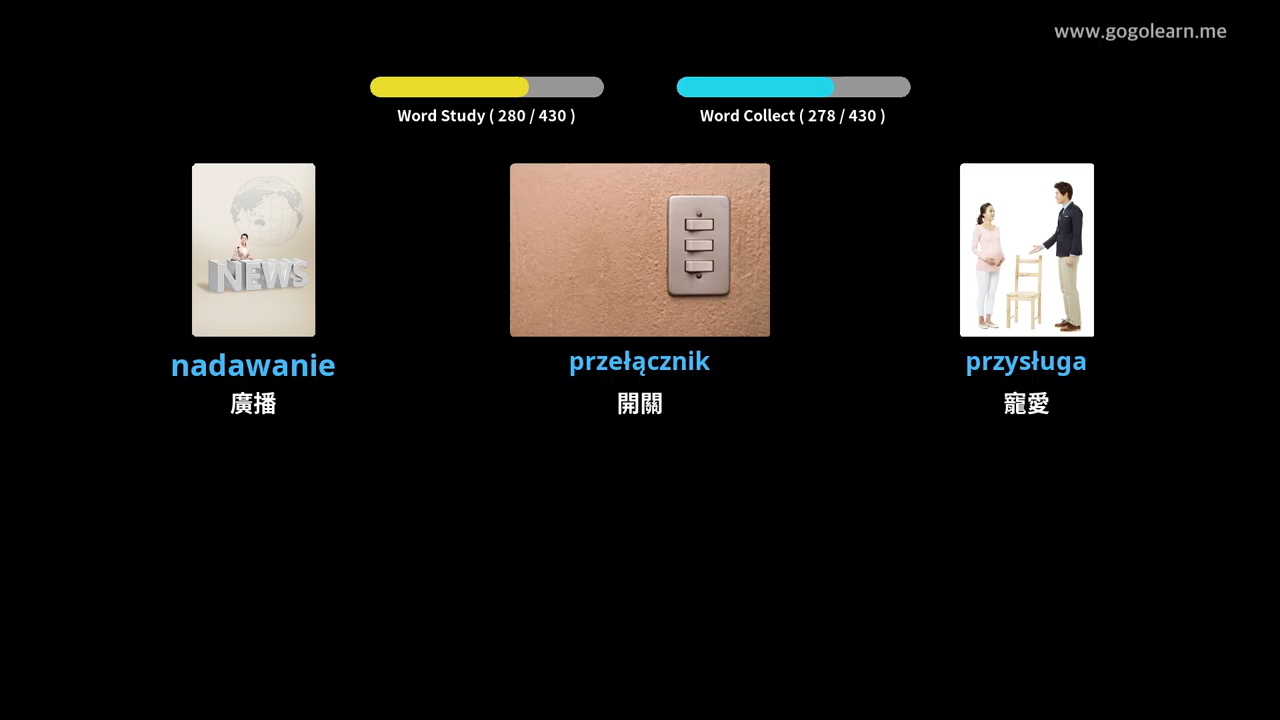 www.gogolearn.me
Word Study ( 280 / 430 )
Word Collect ( 278 / 430 )
NEWS
nadawanie
przełącznik
przysługa
廣播
開關
寵愛